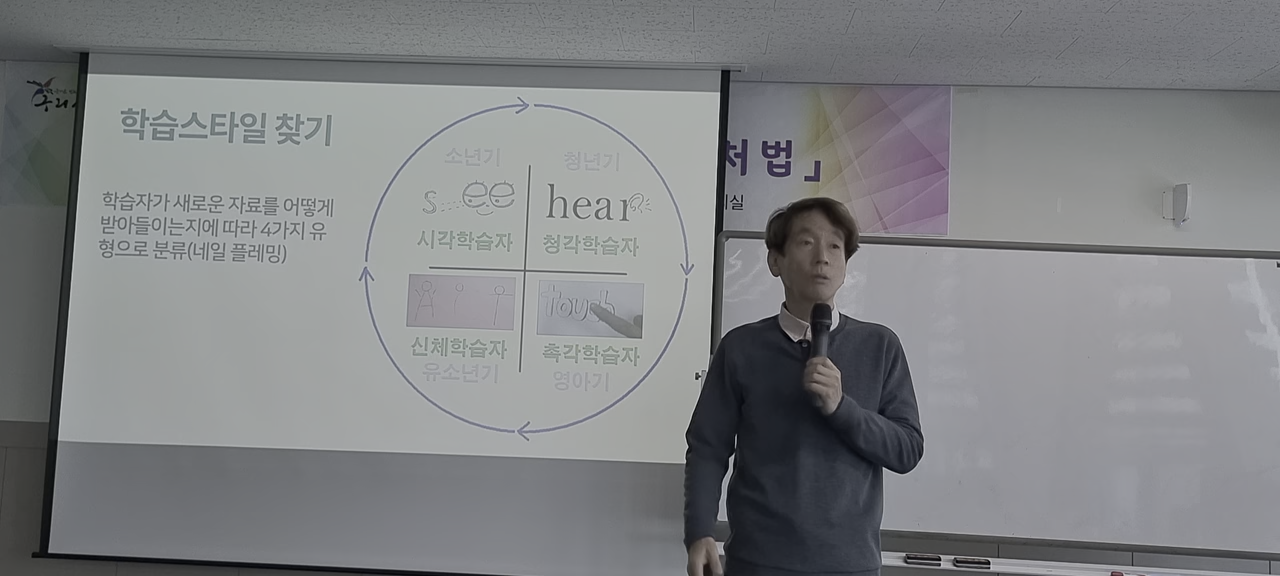 학습스타일 찾기
학습자가 새로운 자료를 어떻게
받아들이는지에 따라 4가지 유
형으로 분류(네일 플레밍)
소년기
청년기
see
hear
시각학습자
청각학습자
touch
신체학습자
촉각학습자
유소년기
영아기
처 법」
실